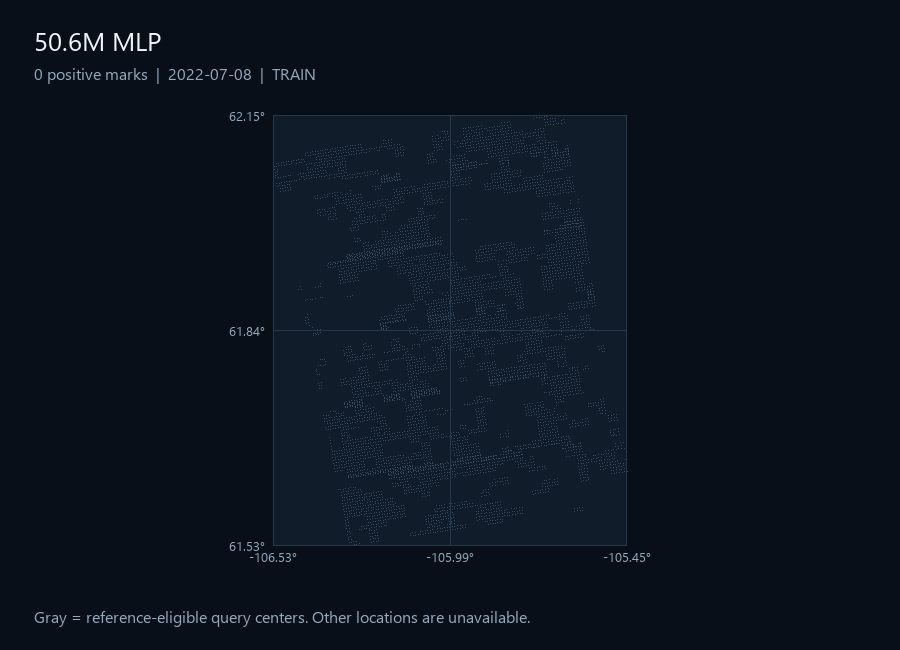 50.6M MLP
0 positive marks | 2022-07-08 | TRAIN
62.15°
61.84°
61.53°
-106.53°
-105.99°
-105.45°
Gray = reference-eligible query centers. Other locations are unavailable.